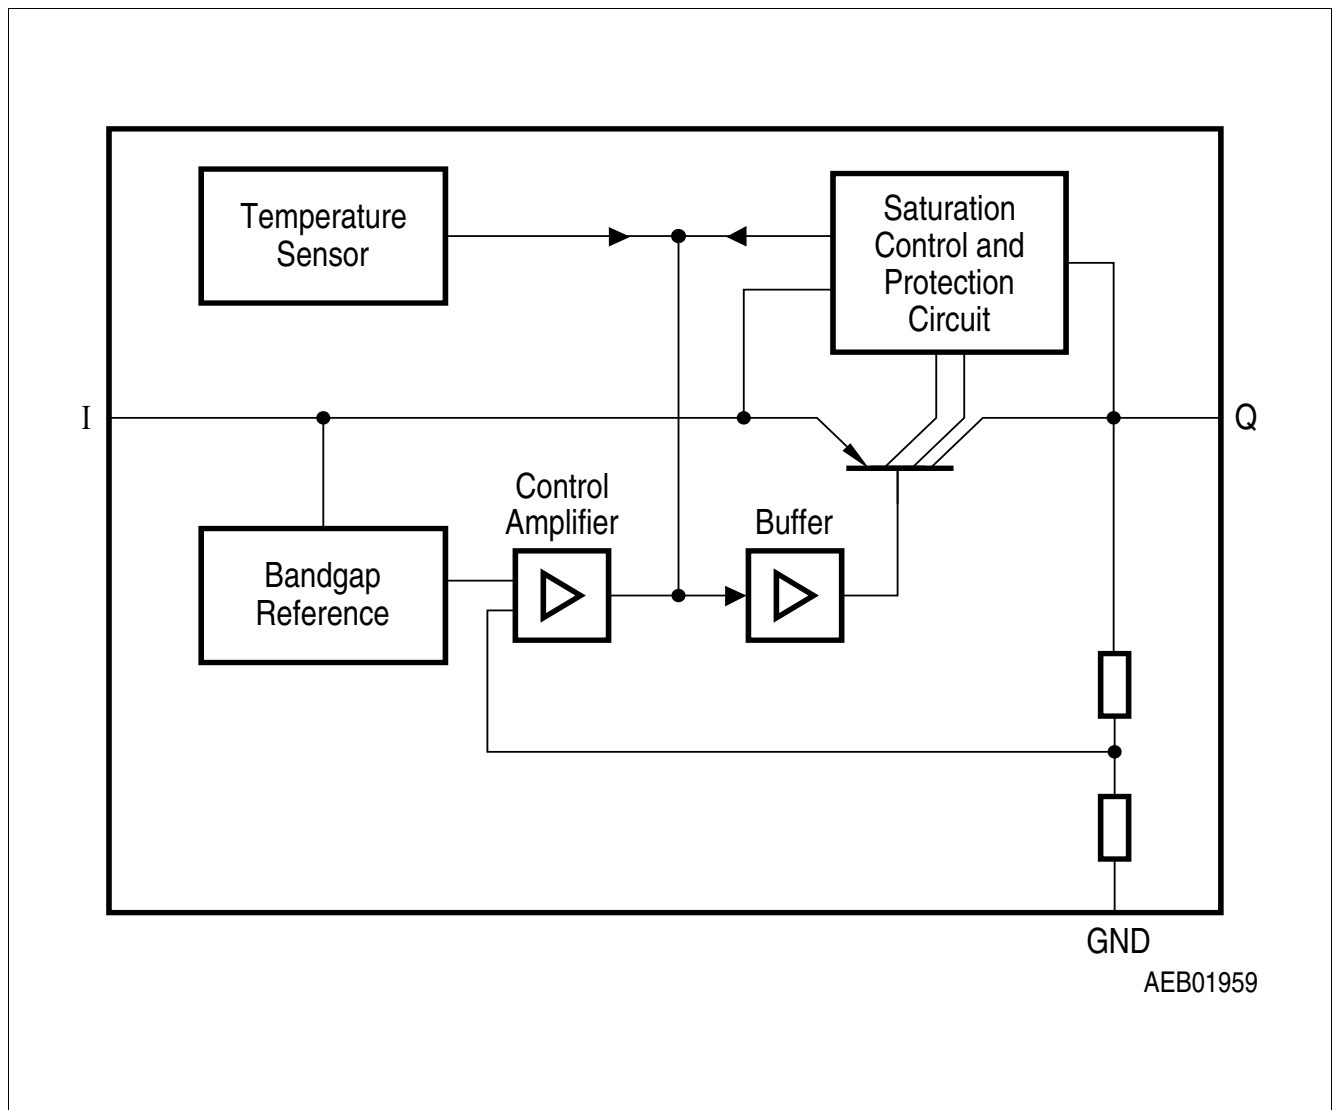 Temperature
Sensor
Saturation
Control and
Protection
Circuit
I
Q
Control
Amplifier
Buffer
Bandgap
Reference
GND
AEB01959